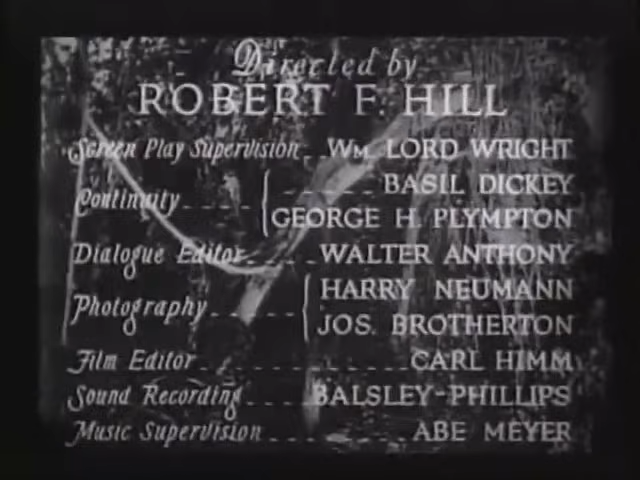 Directed by
ROBERT F. HILL
Screen Play Supervision WM. LORD WRIGHT
Continuity BASIL DICKEY
GEORGE H. PLYMPTON
Dialogue Editor WALTER ANTHONY
Photography HARRY NEUMANN
JOS. BROTHERTON
Film Editor CARL HIMM
Sound Recording BALSLEY-PHILLIPS
Music Supervision ABE MEYER